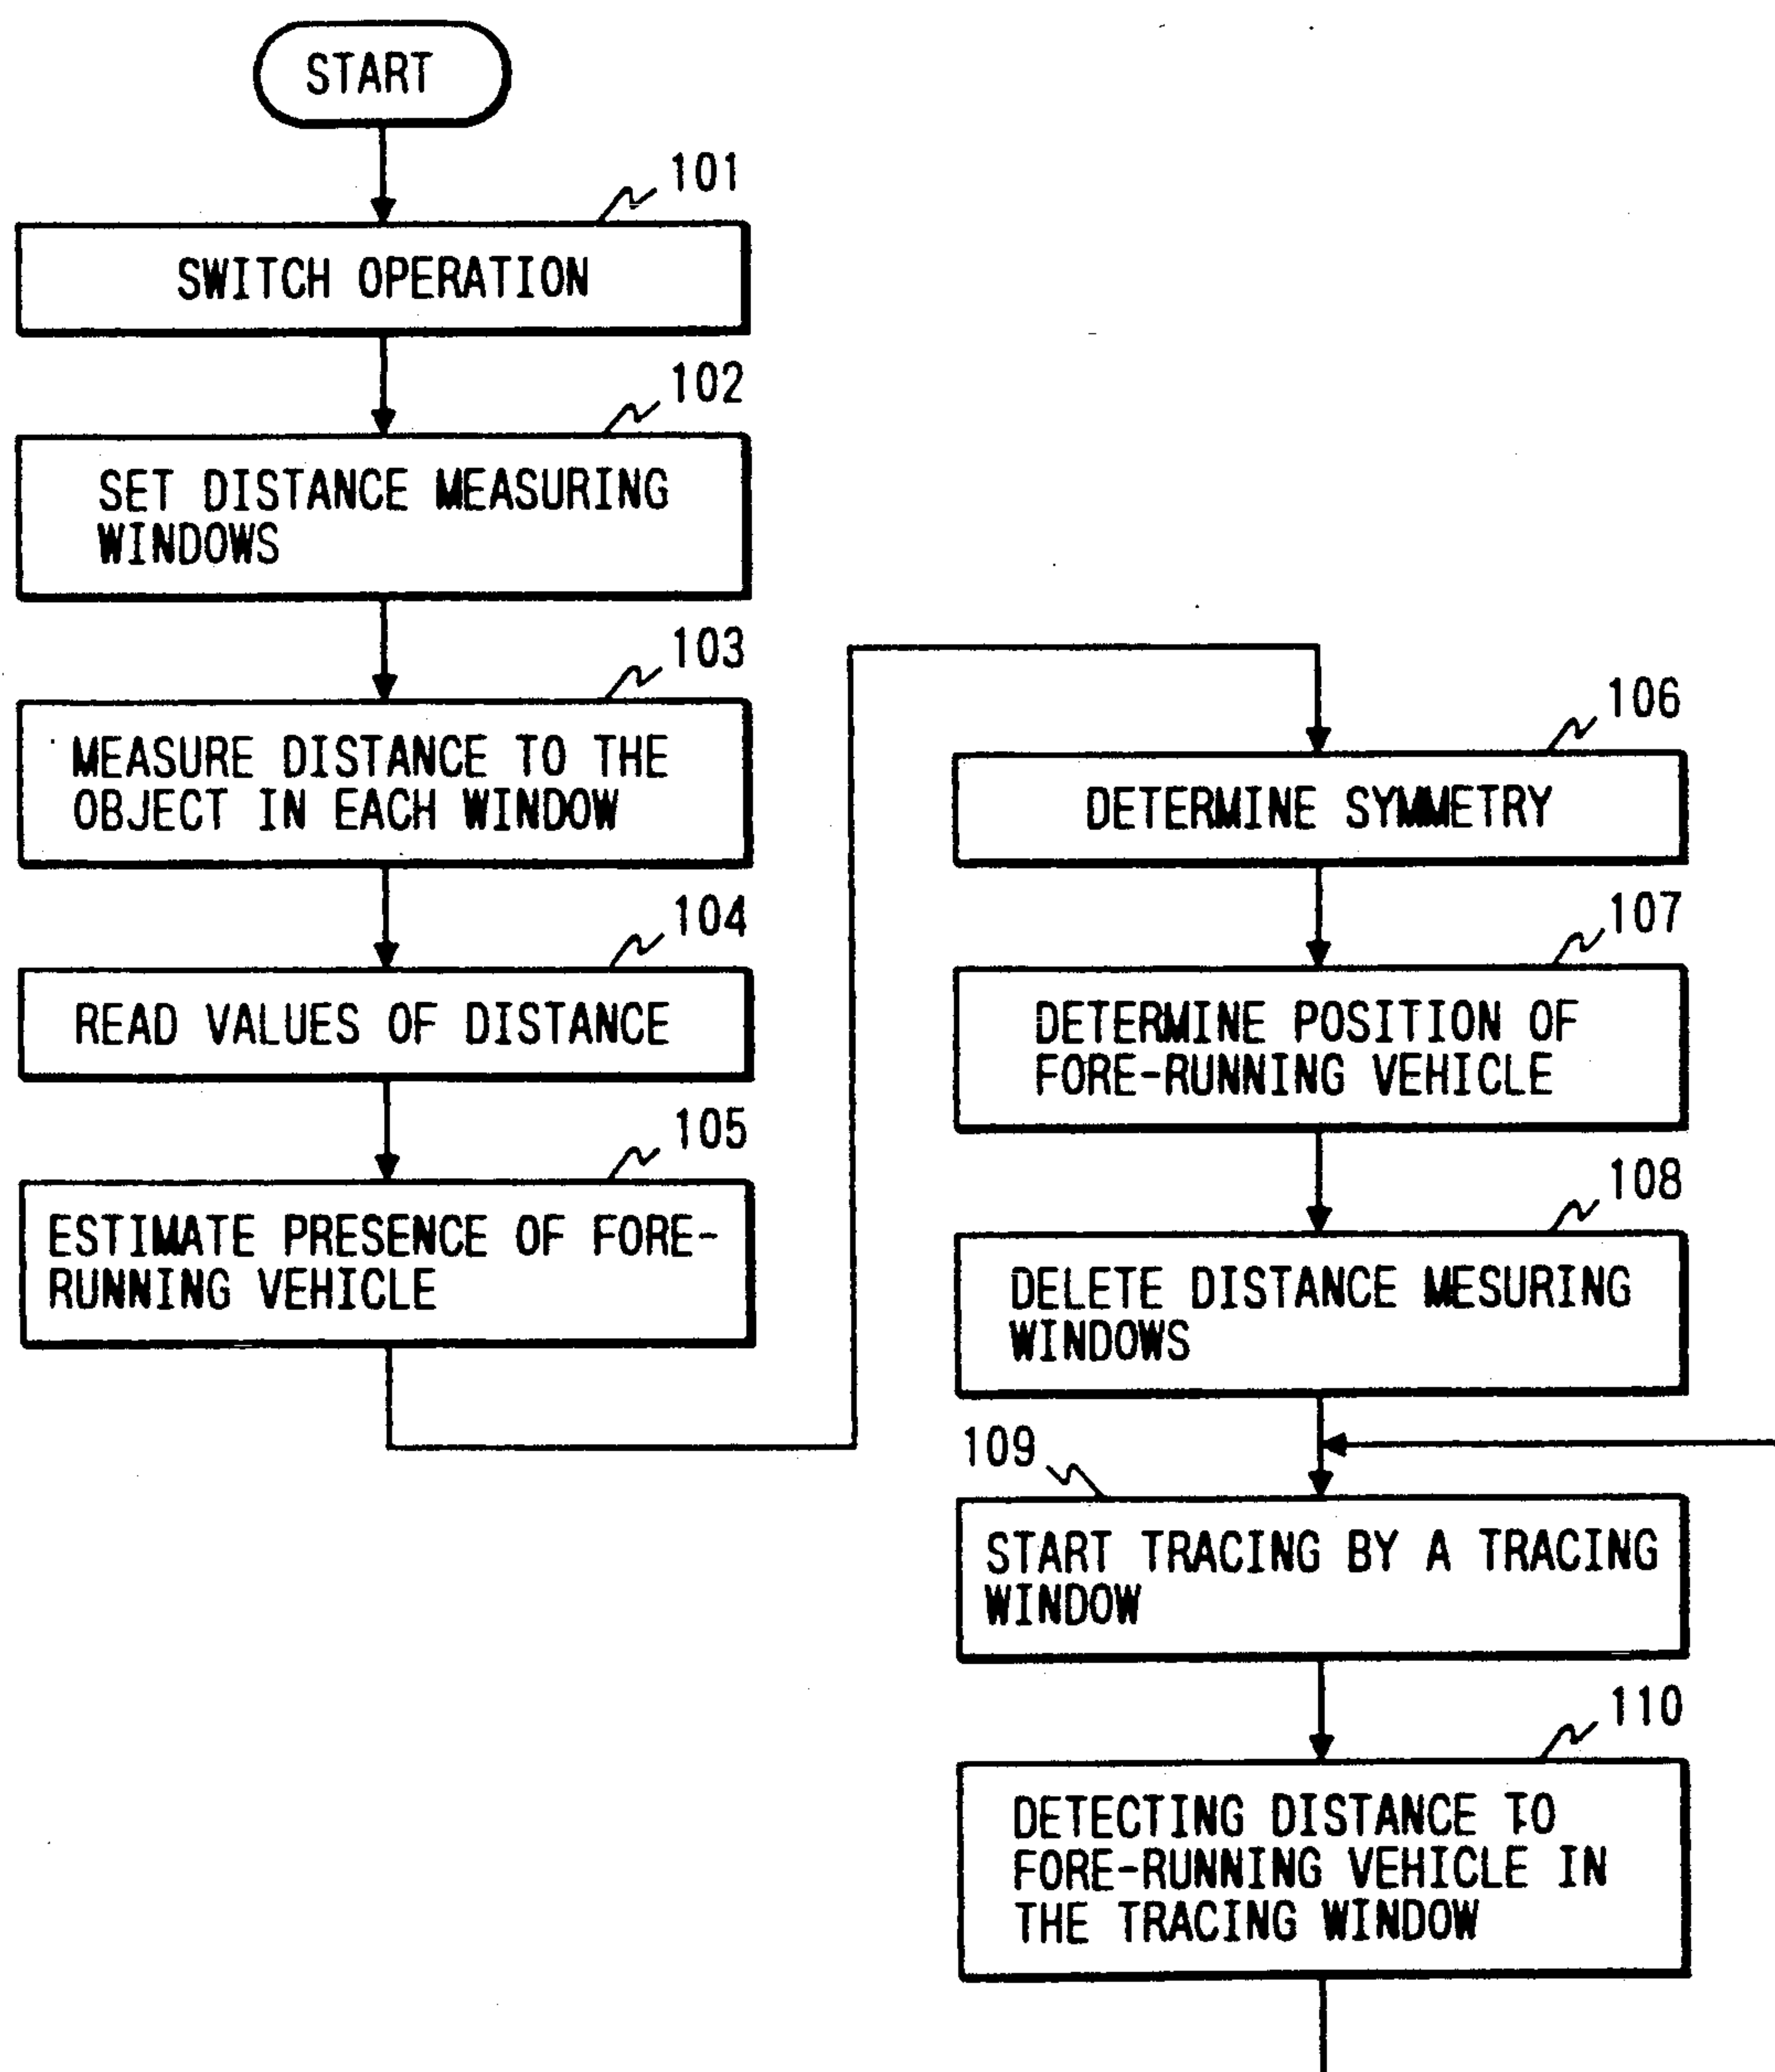 START
101
SWITCH OPERATION
102
SET DISTANCE MEASURING
WINDOWS
103
MEASURE DISTANCE TO THE
OBJECT IN EACH WINDOW
104
READ VALUES OF DISTANCE
105
ESTIMATE PRESENCE OF FORE-
RUNNING VEHICLE
106
DETERMINE SYMMETRY
107
DETERMINE POSITION OF
FORE-RUNNING VEHICLE
108
DELETE DISTANCE MESURING
WINDOWS
109
START TRACING BY A TRACING
WINDOW
110
DETECTING DISTANCE TO
FORE-RUNNING VEHICLE IN
THE TRACING WINDOW